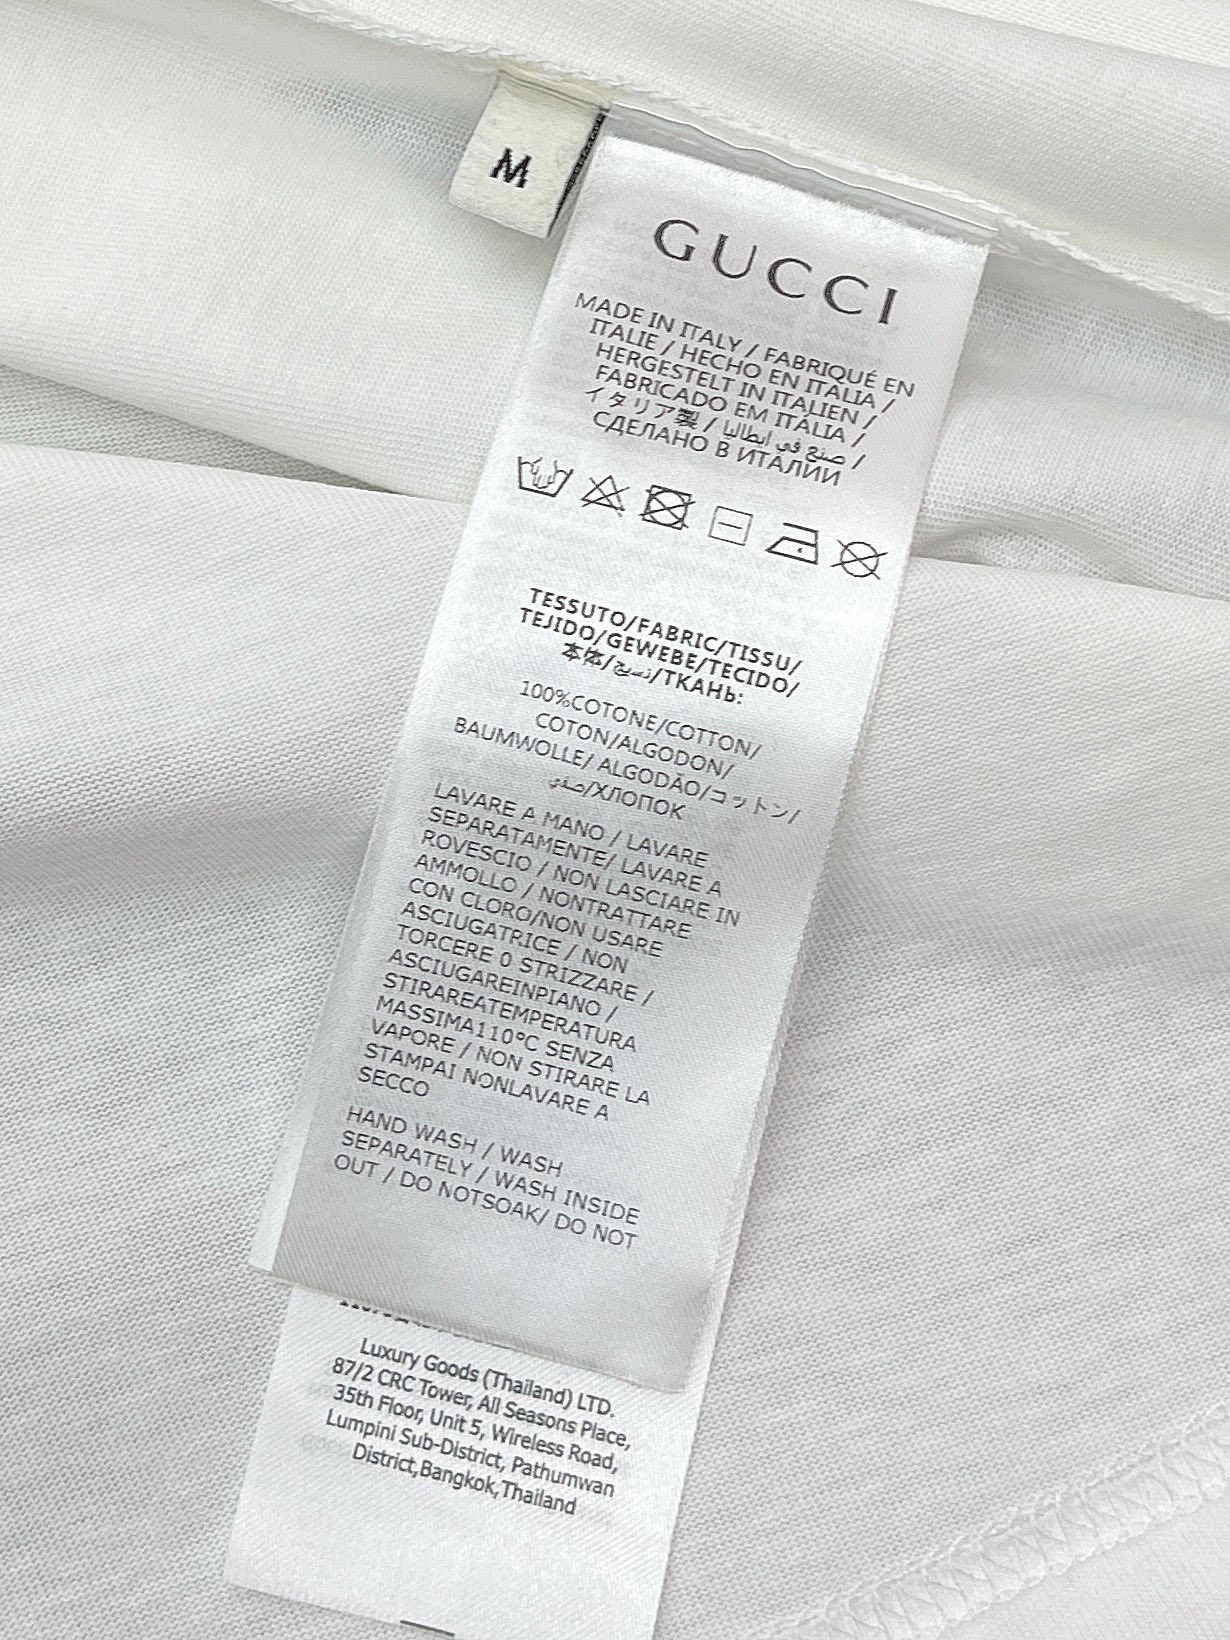 M
GUCCI
MADE IN ITALY / FABRIQUÉ EN
ITALIE / HECHO EN ITALIA /
HERGESTELT IN ITALIEN /
FABRICADO EM ITÁLIA /
イタリア製 / صنع في ايطاليا /
СДЕЛАНО В ИТАЛИИ
TESSUTO/FABRIC/TISSU/
TEJIDO/GEWEBE/TECIDO/
本体/نسيج/ТКАНЬ:
100%COTONE/COTTON/
COTON/ALGODON/
BAUMWOLLE/ ALGODÃO/コットン/
/ХЛОПОК
LAVARE A MANO / LAVARE
SEPARATAMENTE/ LAVARE A
ROVESCIO / NON LASCIARE IN
AMMOLLO / NONTRATTARE
CON CLORO/NON USARE
ASCIUGATRICE / NON
TORCERE 0 STRIZZARE /
ASCIUGAREINPIANO /
STIRAREATEMPERATURA
MASSIMA110°C SENZA
VAPORE / NON STIRARE LA
STAMPAI NONLAVARE A
SECCO
HAND WASH / WASH
SEPARATELY / WASH INSIDE
OUT / DO NOTSOAK/ DO NOT
Luxury Goods (Thailand) LTD.
87/2 CRC Tower, All Seasons Place,
35th Floor, Unit 5, Wireless Road,
Lumpini Sub-District, Pathumwan
District,Bangkok,Thailand